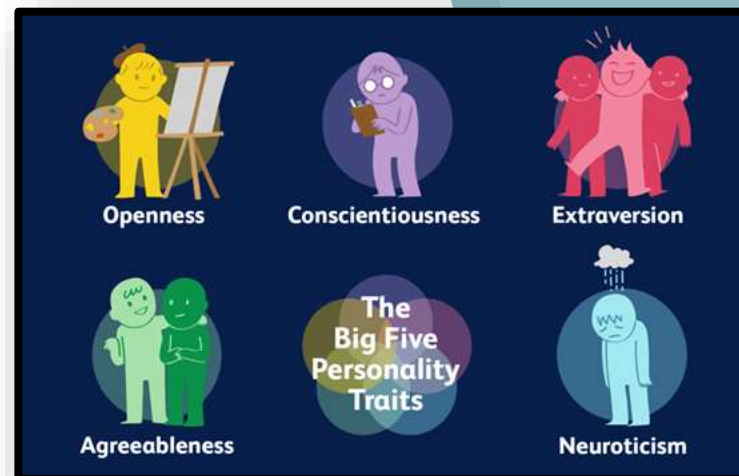 Openness
Conscientiousness
Extraversion
Agreeableness
The
Big Five
Personality
Traits
Neuroticism